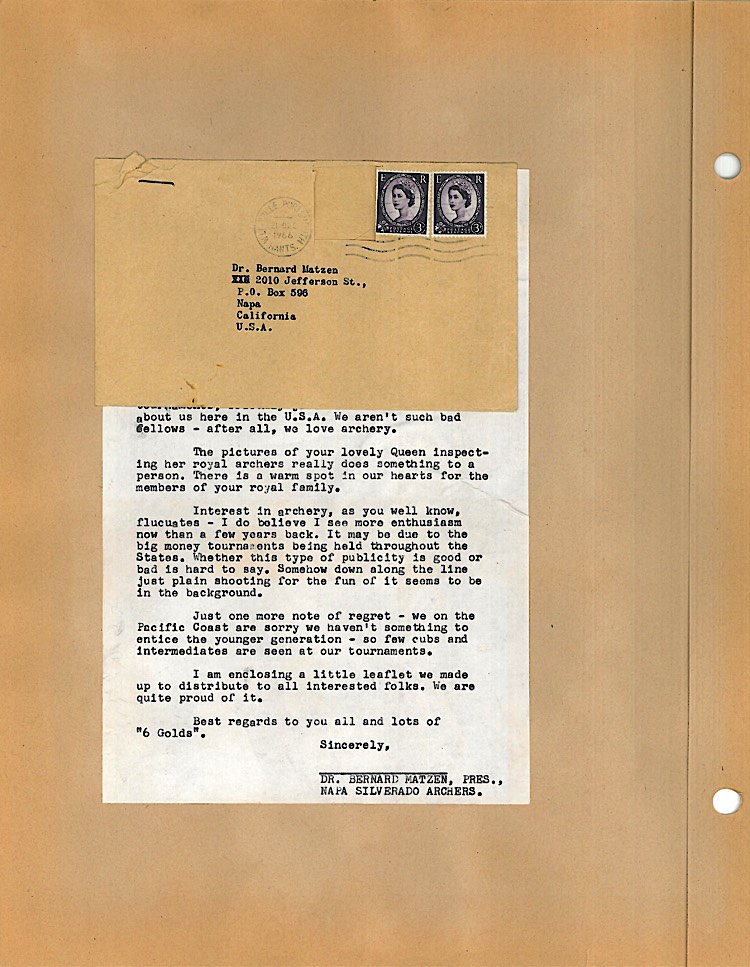 E R E R
3D 3D
1966
HANTS.
Dr. Bernard Matzen
2010 Jefferson St.,
P.O. Box 596
Napa
California
U.S.A.
about us here in the U.S.A. We aren't such bad
fellows - after all, we love archery.
The pictures of your lovely Queen inspect-
ing her royal archers really does something to a
person. There is a warm spot in our hearts for the
members of your royal family.
Interest in archery, as you well know,
flucuates - I do believe I see more enthusiasm
now than a few years back. It may be due to the
big money tournaments being held throughout the
States. Whether this type of publicity is good or
bad is hard to say. Somehow down along the line
just plain shooting for the fun of it seems to be
in the background.
Just one more note of regret - we on the
Pacific Coast are sorry we haven't something to
entice the younger generation - so few cubs and
intermediates are seen at our tournaments.
I am enclosing a little leaflet we made
up to distribute to all interested folks. We are
quite proud of it.
Best regards to you all and lots of
"6 Golds".
Sincerely,
DR. BERNARD MATZEN, PRES.,
NAPA SILVERADO ARCHERS.